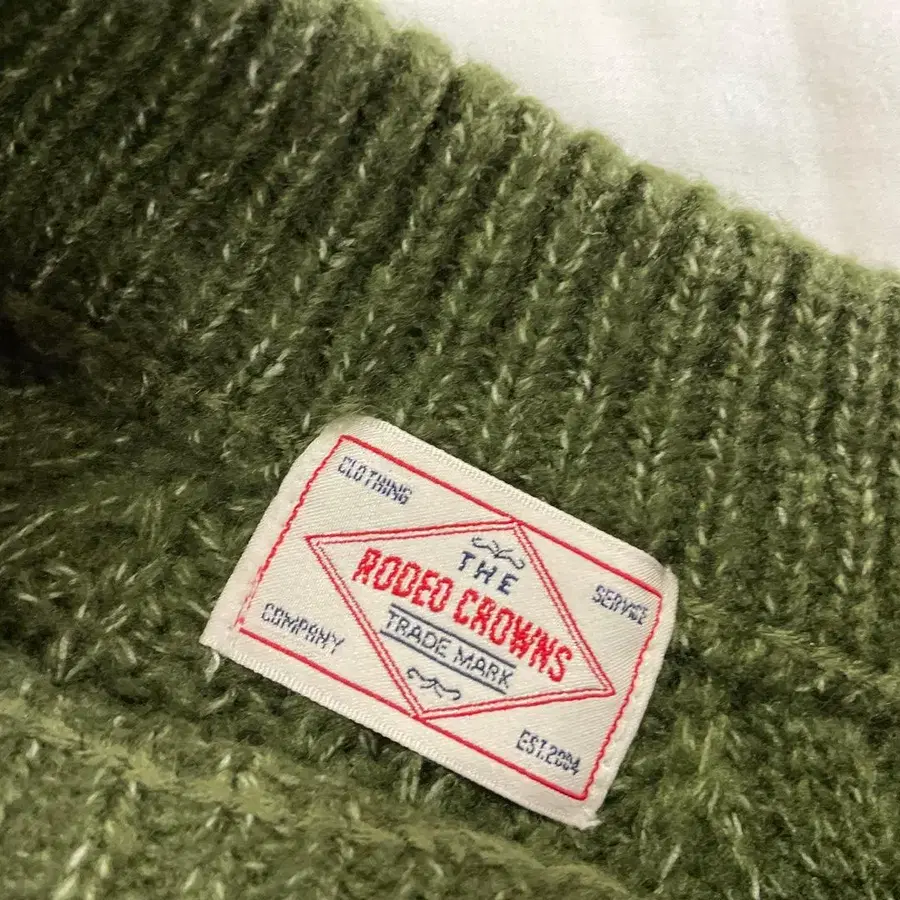 CLOTHING
SERVICE
THE
RODEO CROWNS
TRADE MARK
COMPANY
EST.2004